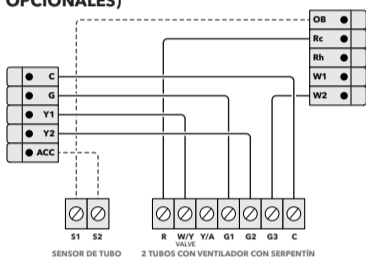 OPCIONALES)
OB
Rc
Rh
W1
W2
C
G
Y1
Y2
ACC
S1 S2 R W/Y Y/A G1 G2 G3 C
VALVE
SENSOR DE TUBO 2 TUBOS CON VENTILADOR CON SERPENTÍN